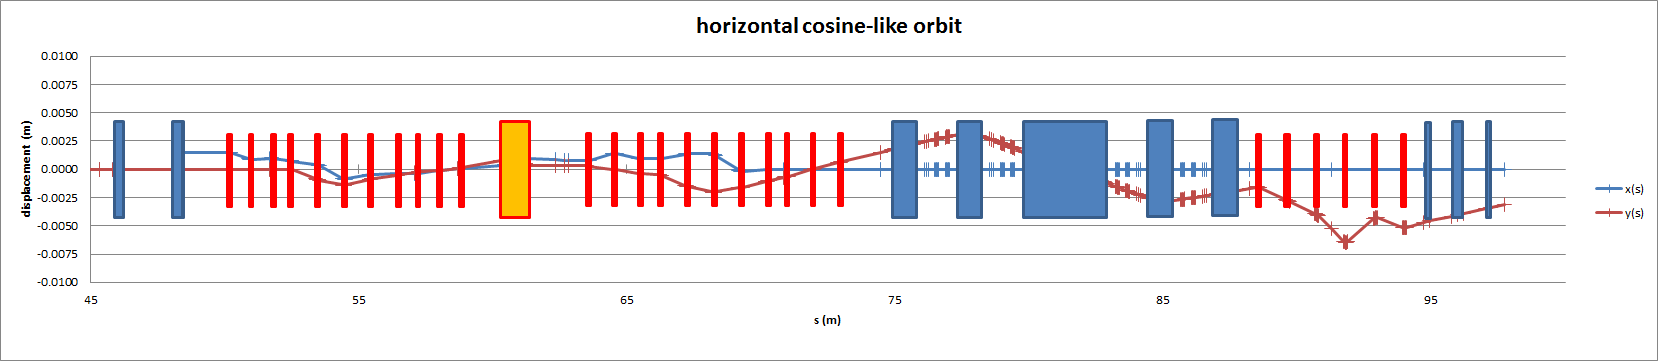 horizontal cosine-like orbit
displacement (m)
0.0100
0.0075
0.0050
0.0025
0.0000
-0.0025
-0.0050
-0.0075
-0.0100
45 55 65 75 85 95
s (m)
x(s)
y(s)